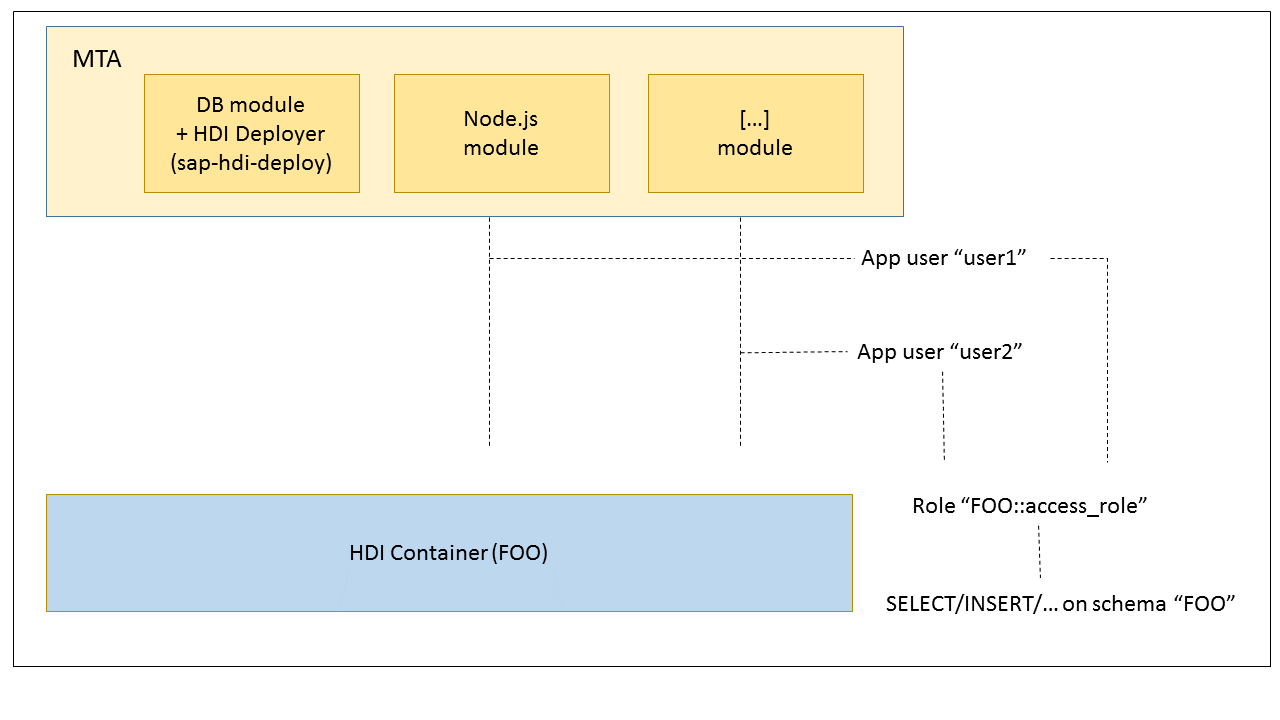 MTA
DB module
+ HDI Deployer
(sap-hdi-deploy)
Node.js
module
[…]
module
App user “user1”
App user “user2”
Role “FOO::access_role”
HDI Container (FOO)
SELECT/INSERT/… on schema “FOO”